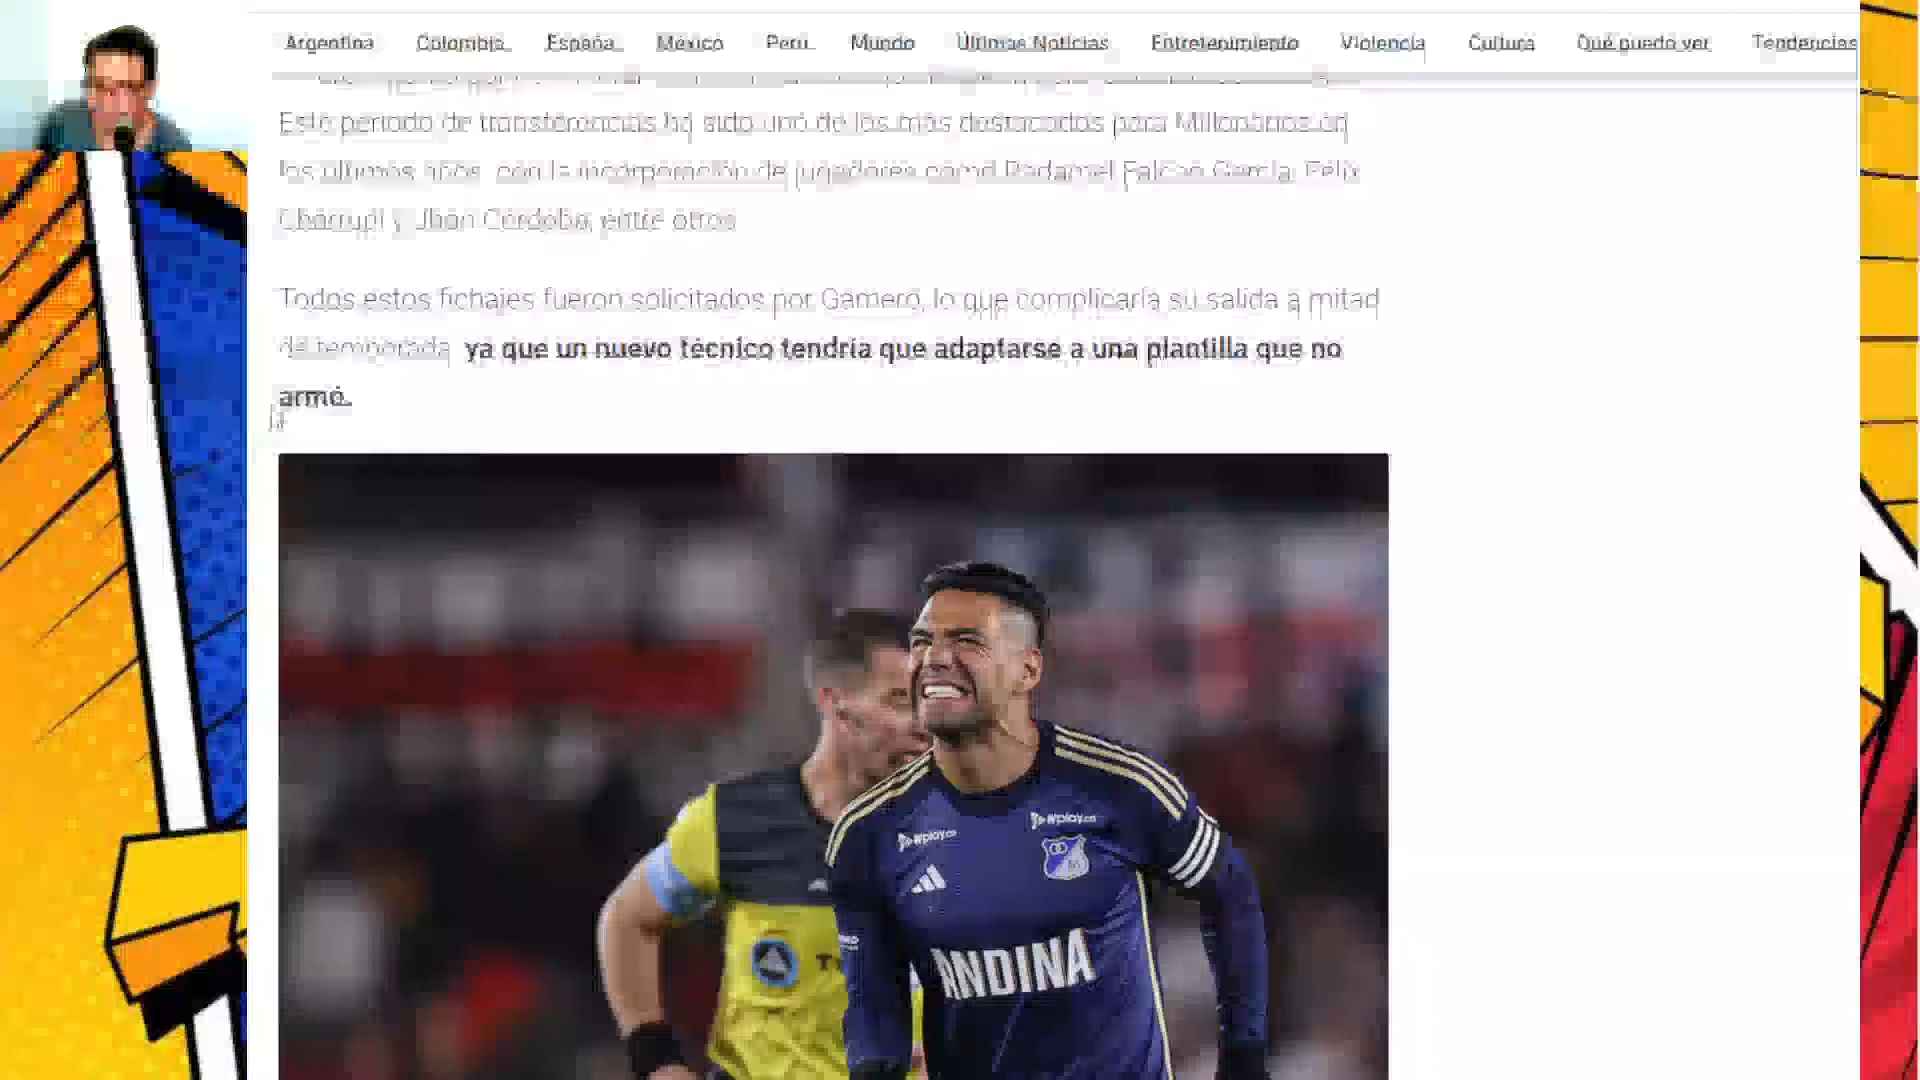 Argentina Colombia España México Perú Mundo Últimas Noticias Entretenimiento Violencia Cultura Qué puedo ver Tendencias
Este periodo de transferencias ha sido uno de los más destacados para Millonarios en
los últimos años, con la incorporación de jugadores como Radamel Falcao García, Félix
Charrupí y Jhon Córdoba, entre otros
Todos estos fichajes fueron solicitados por Gamero, lo que complicaría su salida a mitad
de temporada, ya que un nuevo técnico tendría que adaptarse a una plantilla que no
armó.
Wplay.co Wplay.co
ANDINA